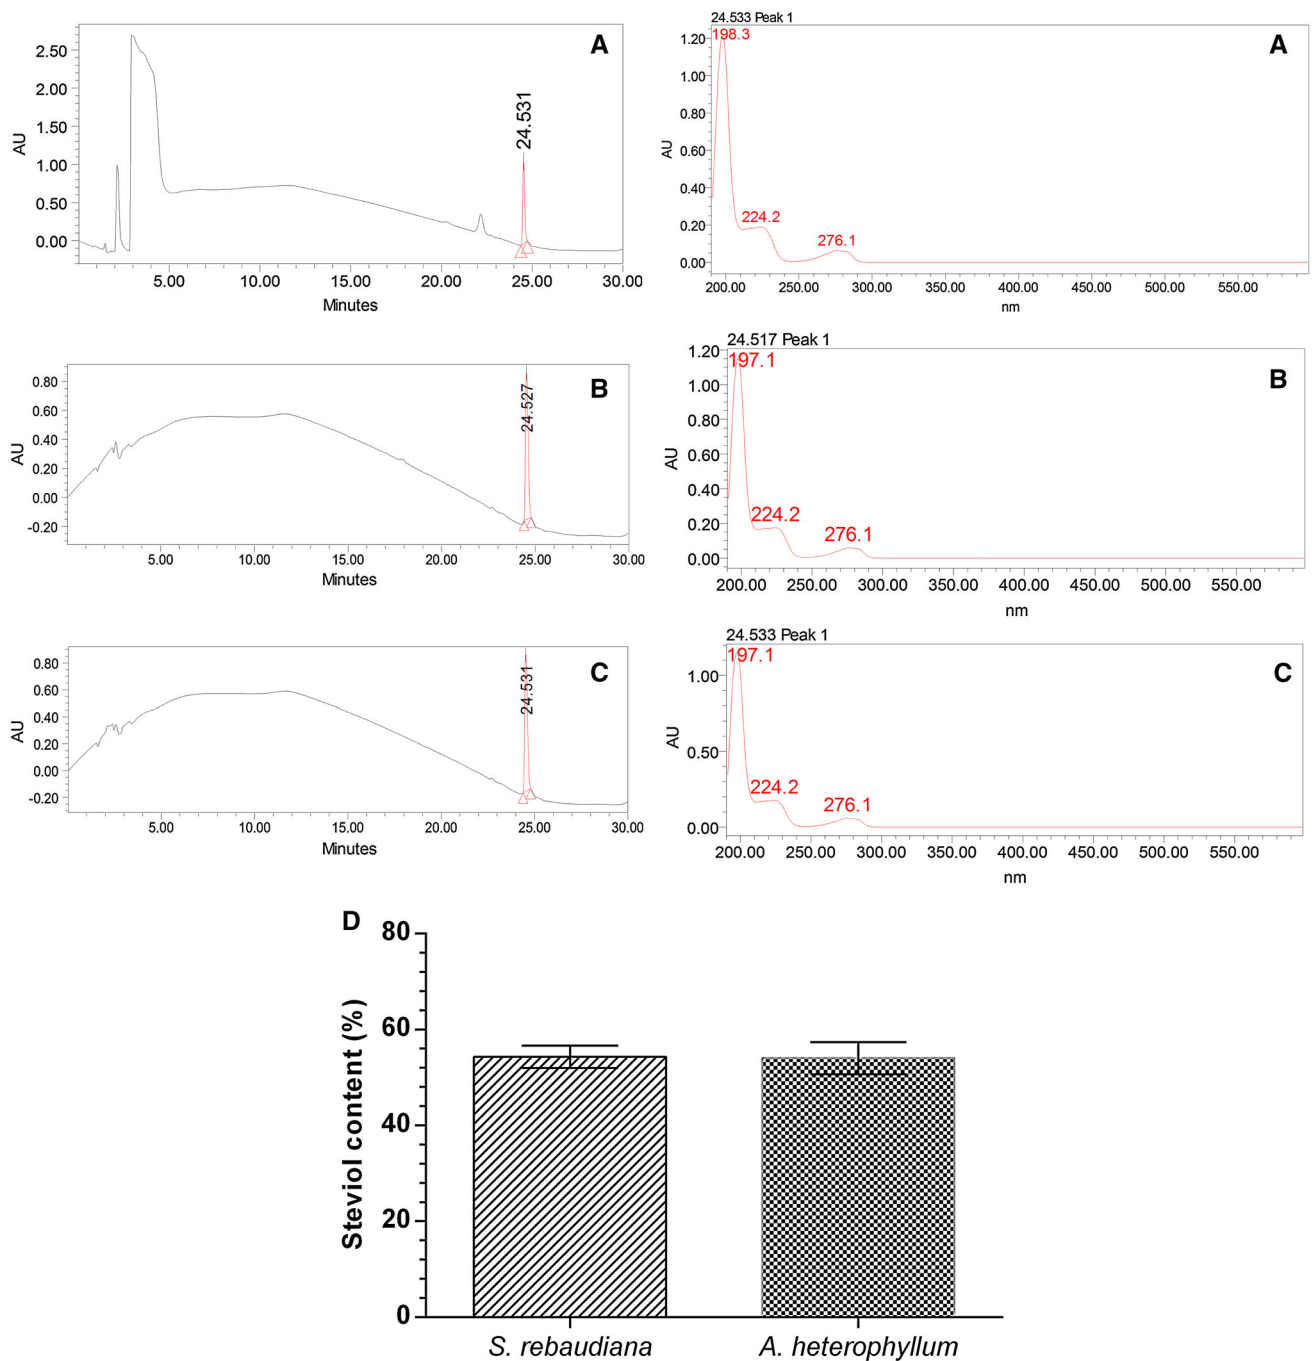 A
2.50
2.00
1.50
1.00
0.50
0.00
AU
24.531
5.00 10.00 15.00 20.00 25.00 30.00
Minutes
24.533 Peak 1
198.3
A
1.20
1.00
0.80
0.60
0.40
0.20
0.00
AU
224.2
276.1
200.00 250.00 300.00 350.00 400.00 450.00 500.00 550.00
nm
B
0.80
0.60
0.40
0.20
0.00
-0.20
AU
24.527
5.00 10.00 15.00 20.00 25.00 30.00
Minutes
24.517 Peak 1
197.1
B
1.20
1.00
0.80
0.60
0.40
0.20
0.00
AU
224.2
276.1
200.00 250.00 300.00 350.00 400.00 450.00 500.00 550.00
nm
C
0.80
0.60
0.40
0.20
0.00
-0.20
AU
24.531
5.00 10.00 15.00 20.00 25.00 30.00
Minutes
24.533 Peak 1
197.1
C
1.00
0.50
0.00
AU
224.2
276.1
200.00 250.00 300.00 350.00 400.00 450.00 500.00 550.00
nm
D
80
60
40
20
0
Steviol content (%)
S. rebaudiana A. heterophyllum